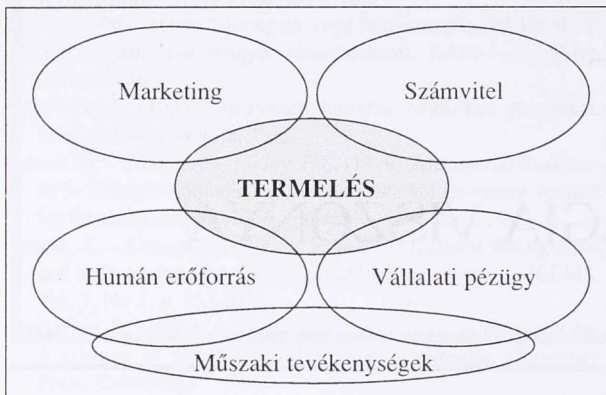 Marketing
Számvitel
TERMELÉS
Humán erőforrás
Vállalati pézügy
Műszaki tevékenységek